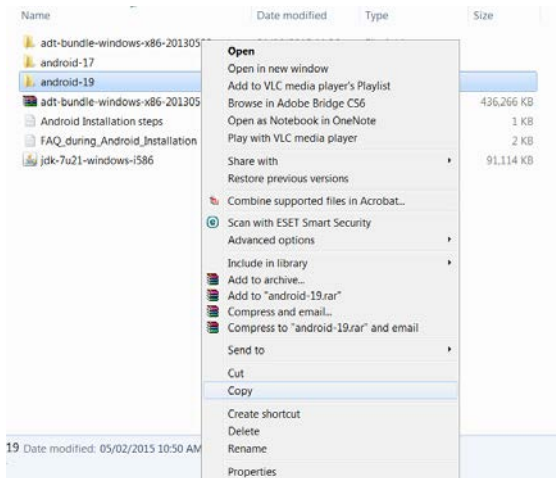 Name Date modified Type Size
adt-bundle-windows-x86-201305
android-17
android-19
adt-bundle-windows-x86-201305 436,266 KB
Android Installation steps 1 KB
FAQ_during_Android_Installation 2 KB
jdk-7u21-windows-i586 91,114 KB
Open
Open in new window
Add to VLC media player's Playlist
Browse in Adobe Bridge CS6
Open as Notebook in OneNote
Play with VLC media player
Share with
Restore previous versions
Combine supported files in Acrobat...
Scan with ESET Smart Security
Advanced options
Include in library
Add to archive...
Add to "android-19.rar"
Compress and email...
Compress to "android-19.rar" and email
Send to
Cut
Copy
Create shortcut
Delete
Rename
Properties
19 Date modified: 05/02/2015 10:50 AM